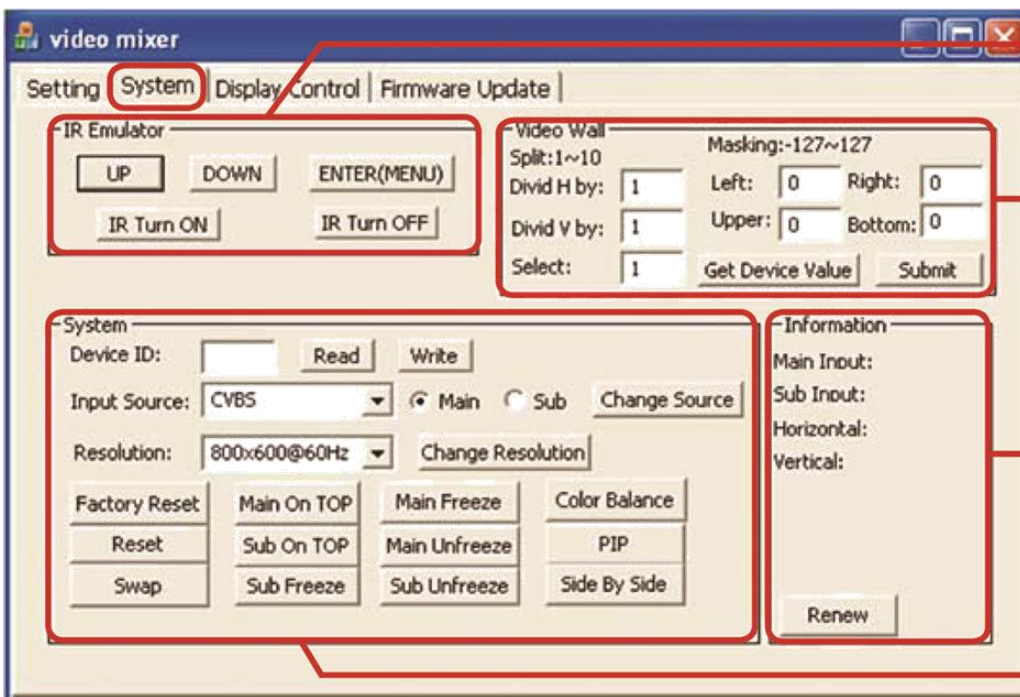 video mixer
Setting System Display Control Firmware Update
IR Emulator
UP DOWN ENTER(MENU)
IR Turn ON IR Turn OFF
Video Wall
Split:1~10 Masking:-127~127
Divid H by: 1 Left: 0 Right: 0
Divid V by: 1 Upper: 0 Bottom: 0
Select: 1 Get Device Value Submit
System
Device ID: Read Write
Input Source: CVBS Main Sub Change Source
Resolution: 800x600@60Hz Change Resolution
Factory Reset Main On TOP Main Freeze Color Balance
Reset Sub On TOP Main Unfreeze PIP
Swap Sub Freeze Sub Unfreeze Side By Side
Information
Main Input:
Sub Input:
Horizontal:
Vertical:
Renew